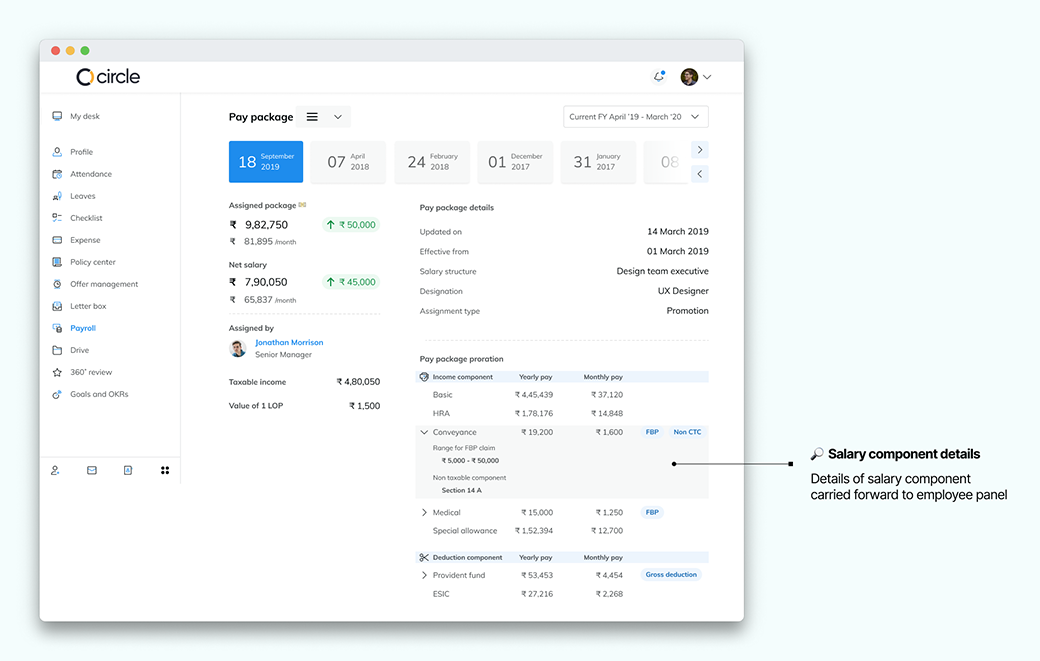 circle
My desk
Profile
Attendance
Leaves
Checklist
Expense
Policy center
Offer management
Letter box
Payroll
Drive
360° review
Goals and OKRs
Pay package
Current FY April '19 - March '20
18 September 2019
07 April 2018
24 February 2018
01 December 2017
31 January 2017
08
Assigned package
₹ 9,82,750 ₹ 50,000
₹ 81,895 /month
Net salary
₹ 7,90,050 ₹ 45,000
₹ 65,837 /month
Assigned by
Jonathan Morrison
Senior Manager
Taxable income ₹ 4,80,050
Value of 1 LOP ₹ 1,500
Pay package details
Updated on 14 March 2019
Effective from 01 March 2019
Salary structure Design team executive
Designation UX Designer
Assignment type Promotion
Pay package proration
Income component Yearly pay Monthly pay
Basic ₹ 4,45,439 ₹ 37,120
HRA ₹ 1,78,176 ₹ 14,848
Conveyance ₹ 19,200 ₹ 1,600 FBP Non CTC
Range for FBP claim
₹ 5,000 - ₹ 50,000
Non taxable component
Section 14 A
Medical ₹ 15,000 ₹ 1,250 FBP
Special allowance ₹ 1,52,394 ₹ 12,700
Deduction component Yearly pay Monthly pay
Provident fund ₹ 53,453 ₹ 4,454 Gross deduction
ESIC ₹ 27,216 ₹ 2,268
Salary component details
Details of salary component
carried forward to employee panel